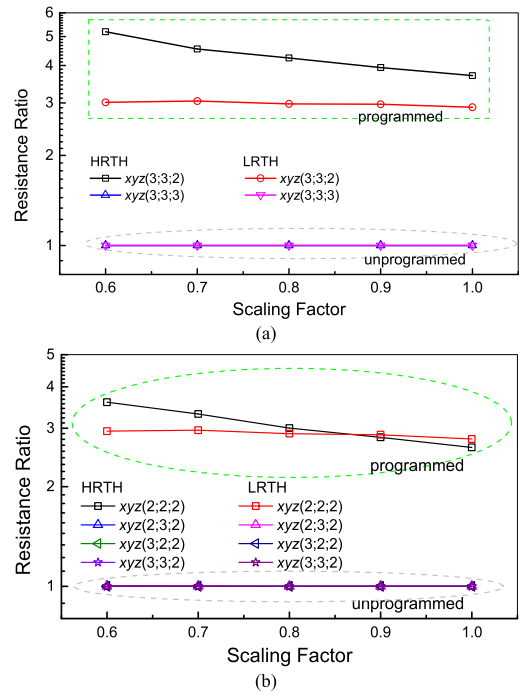 6
5
4
3
2
1
Resistance Ratio
programmed
HRTH
LRTH
xyz(3;3;2)
xyz(3;3;2)
xyz(3;3;3)
xyz(3;3;3)
unprogrammed
0.6 0.7 0.8 0.9 1.0
Scaling Factor
(a)
5
4
3
2
1
Resistance Ratio
programmed
HRTH
LRTH
xyz(2;2;2)
xyz(2;2;2)
xyz(2;3;2)
xyz(2;3;2)
xyz(3;2;2)
xyz(3;2;2)
xyz(3;3;2)
xyz(3;3;2)
unprogrammed
0.6 0.7 0.8 0.9 1.0
Scaling Factor
(b)